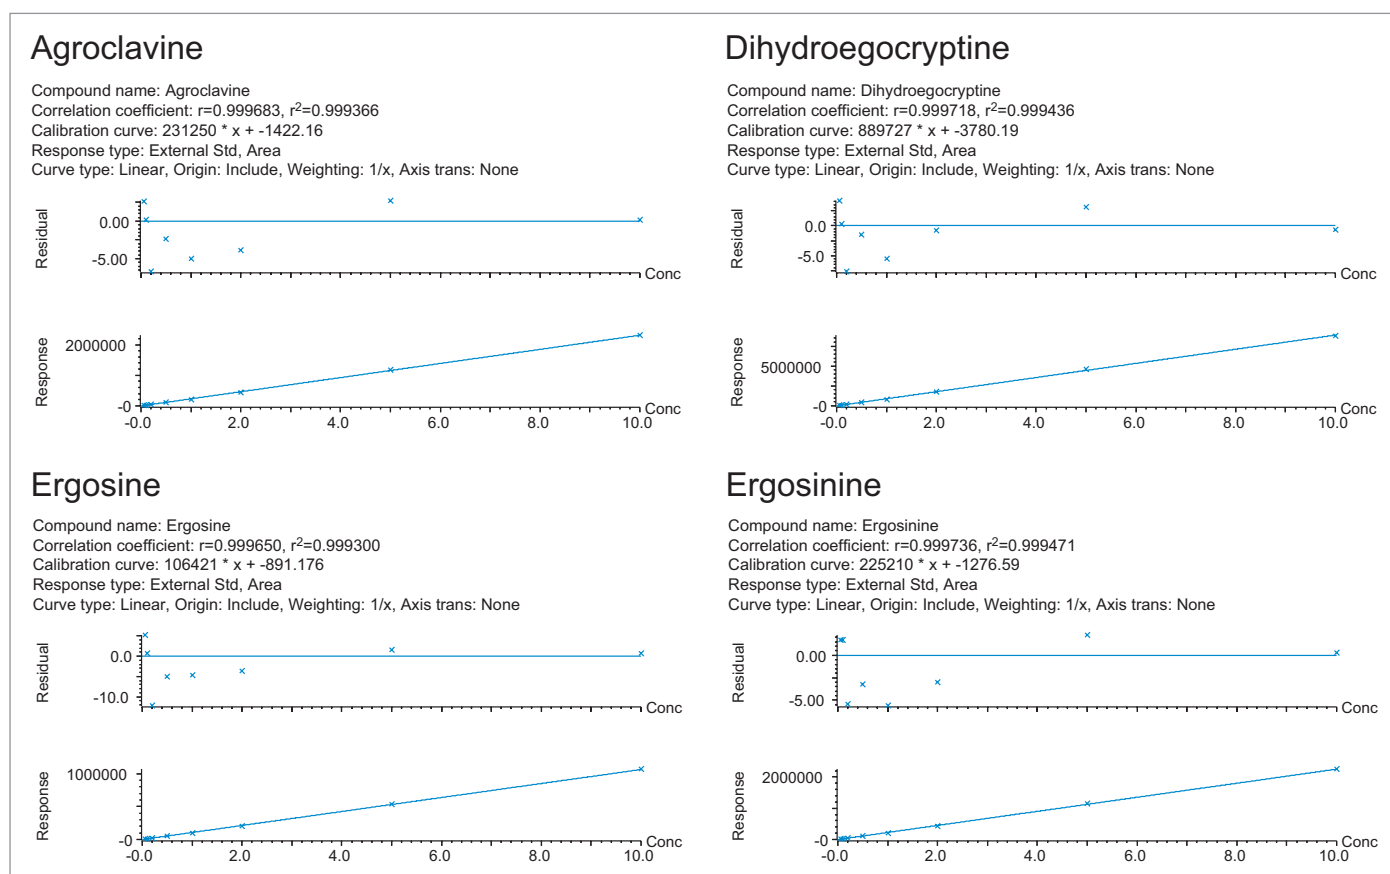 Agroclavine
Compound name: Agroclavine
Correlation coefficient: r=0.999683, r²=0.999366
Calibration curve: 231250 * x + -1422.16
Response type: External Std, Area
Curve type: Linear, Origin: Include, Weighting: 1/x, Axis trans: None
Residual
0.00
-5.00
Conc
Response
2000000
-0
Conc
-0.0 2.0 4.0 6.0 8.0 10.0
Dihydroegocryptine
Compound name: Dihydroegocryptine
Correlation coefficient: r=0.999718, r²=0.999436
Calibration curve: 889727 * x + -3780.19
Response type: External Std, Area
Curve type: Linear, Origin: Include, Weighting: 1/x, Axis trans: None
Residual
0.0
-5.0
Conc
Response
5000000
-0
Conc
-0.0 2.0 4.0 6.0 8.0 10.0
Ergosine
Compound name: Ergosine
Correlation coefficient: r=0.999650, r²=0.999300
Calibration curve: 106421 * x + -891.176
Response type: External Std, Area
Curve type: Linear, Origin: Include, Weighting: 1/x, Axis trans: None
Residual
0.0
-10.0
Conc
Response
1000000
-0
Conc
-0.0 2.0 4.0 6.0 8.0 10.0
Ergosinine
Compound name: Ergosinine
Correlation coefficient: r=0.999736, r²=0.999471
Calibration curve: 225210 * x + -1276.59
Response type: External Std, Area
Curve type: Linear, Origin: Include, Weighting: 1/x, Axis trans: None
Residual
0.00
-5.00
Conc
Response
2000000
-0
Conc
-0.0 2.0 4.0 6.0 8.0 10.0